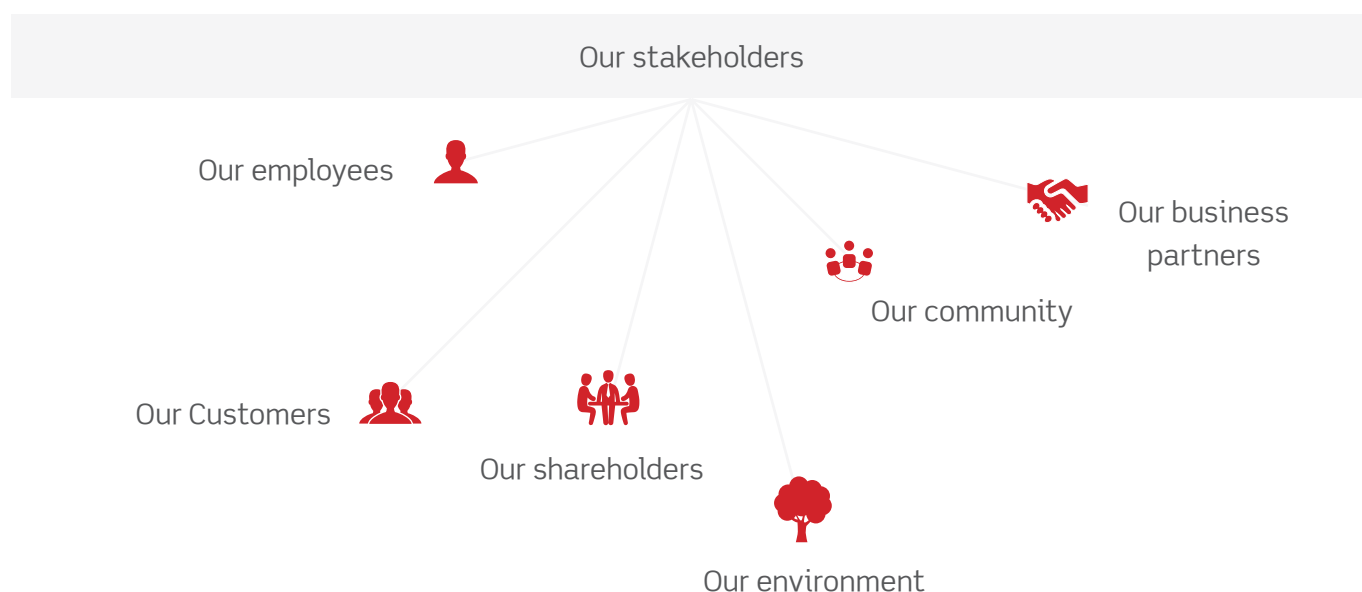 Our stakeholders
Our employees
Our business
partners
Our community
Our Customers
Our shareholders
Our environment